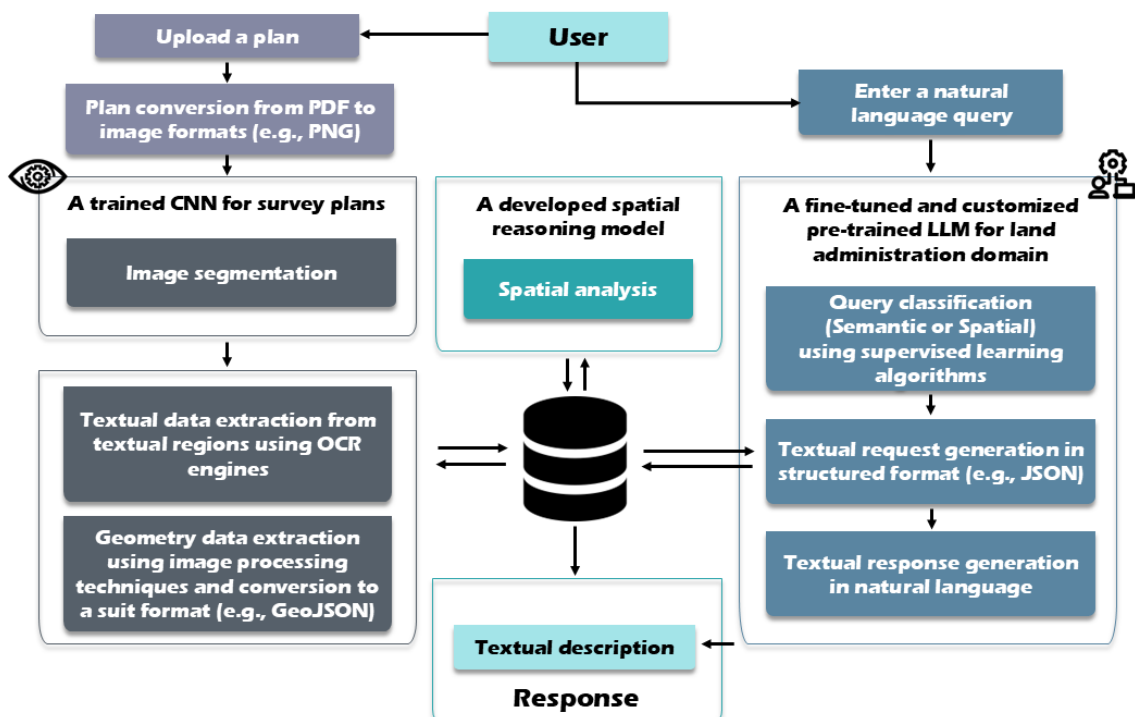 User
Upload a plan
Plan conversion from PDF to
image formats (e.g., PNG)
A trained CNN for survey plans
Image segmentation
Textual data extraction from
textual regions using OCR
engines
Geometry data extraction
using image processing
techniques and conversion to
a suit format (e.g., GeoJSON)
A developed spatial
reasoning model
Spatial analysis
Enter a natural
language query
A fine-tuned and customized
pre-trained LLM for land
administration domain
Query classification
(Semantic or Spatial)
using supervised learning
algorithms
Textual request generation in
structured format (e.g., JSON)
Textual response generation
in natural language
Textual description
Response